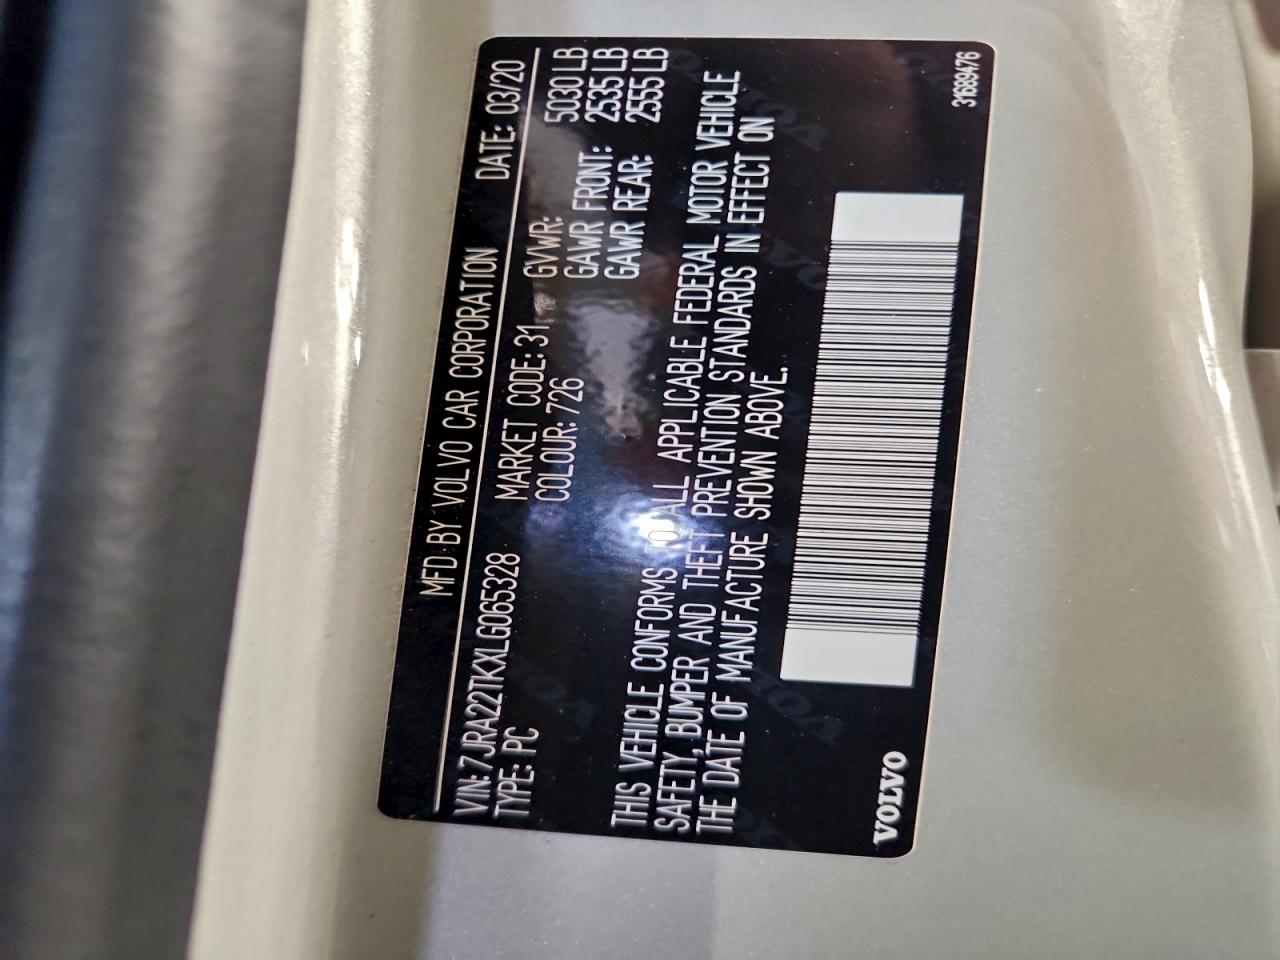 MFD BY VOLVO CAR CORPORATION DATE: 03/20
VIN: 7JRA22TKXLG065328 MARKET CODE: 31 GVWR: 5030 LB
TYPE: PC COLOUR: 726 GAWR FRONT: 2535 LB
GAWR REAR: 2555 LB
THIS VEHICLE CONFORMS TO ALL APPLICABLE FEDERAL MOTOR VEHICLE
SAFETY, BUMPER AND THEFT PREVENTION STANDARDS IN EFFECT ON
THE DATE OF MANUFACTURE SHOWN ABOVE.
VOLVO
31689476